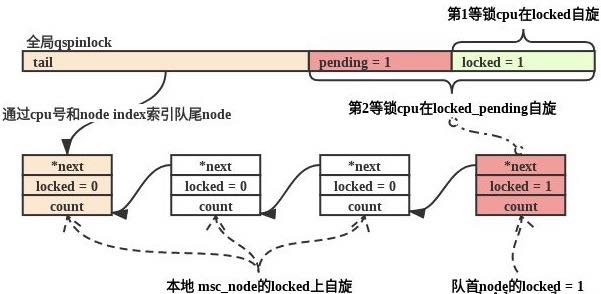 第1等锁cpu在locked自旋
全局qspinlock
tail pending = 1 locked = 1
第2等锁cpu在locked_pending自旋
通过cpu号和node index索引队尾node
*next *next *next *next
locked = 0 locked = 0 locked = 0 locked = 1
count count count count
本地 msc_node的locked上自旋 队首node的locked = 1